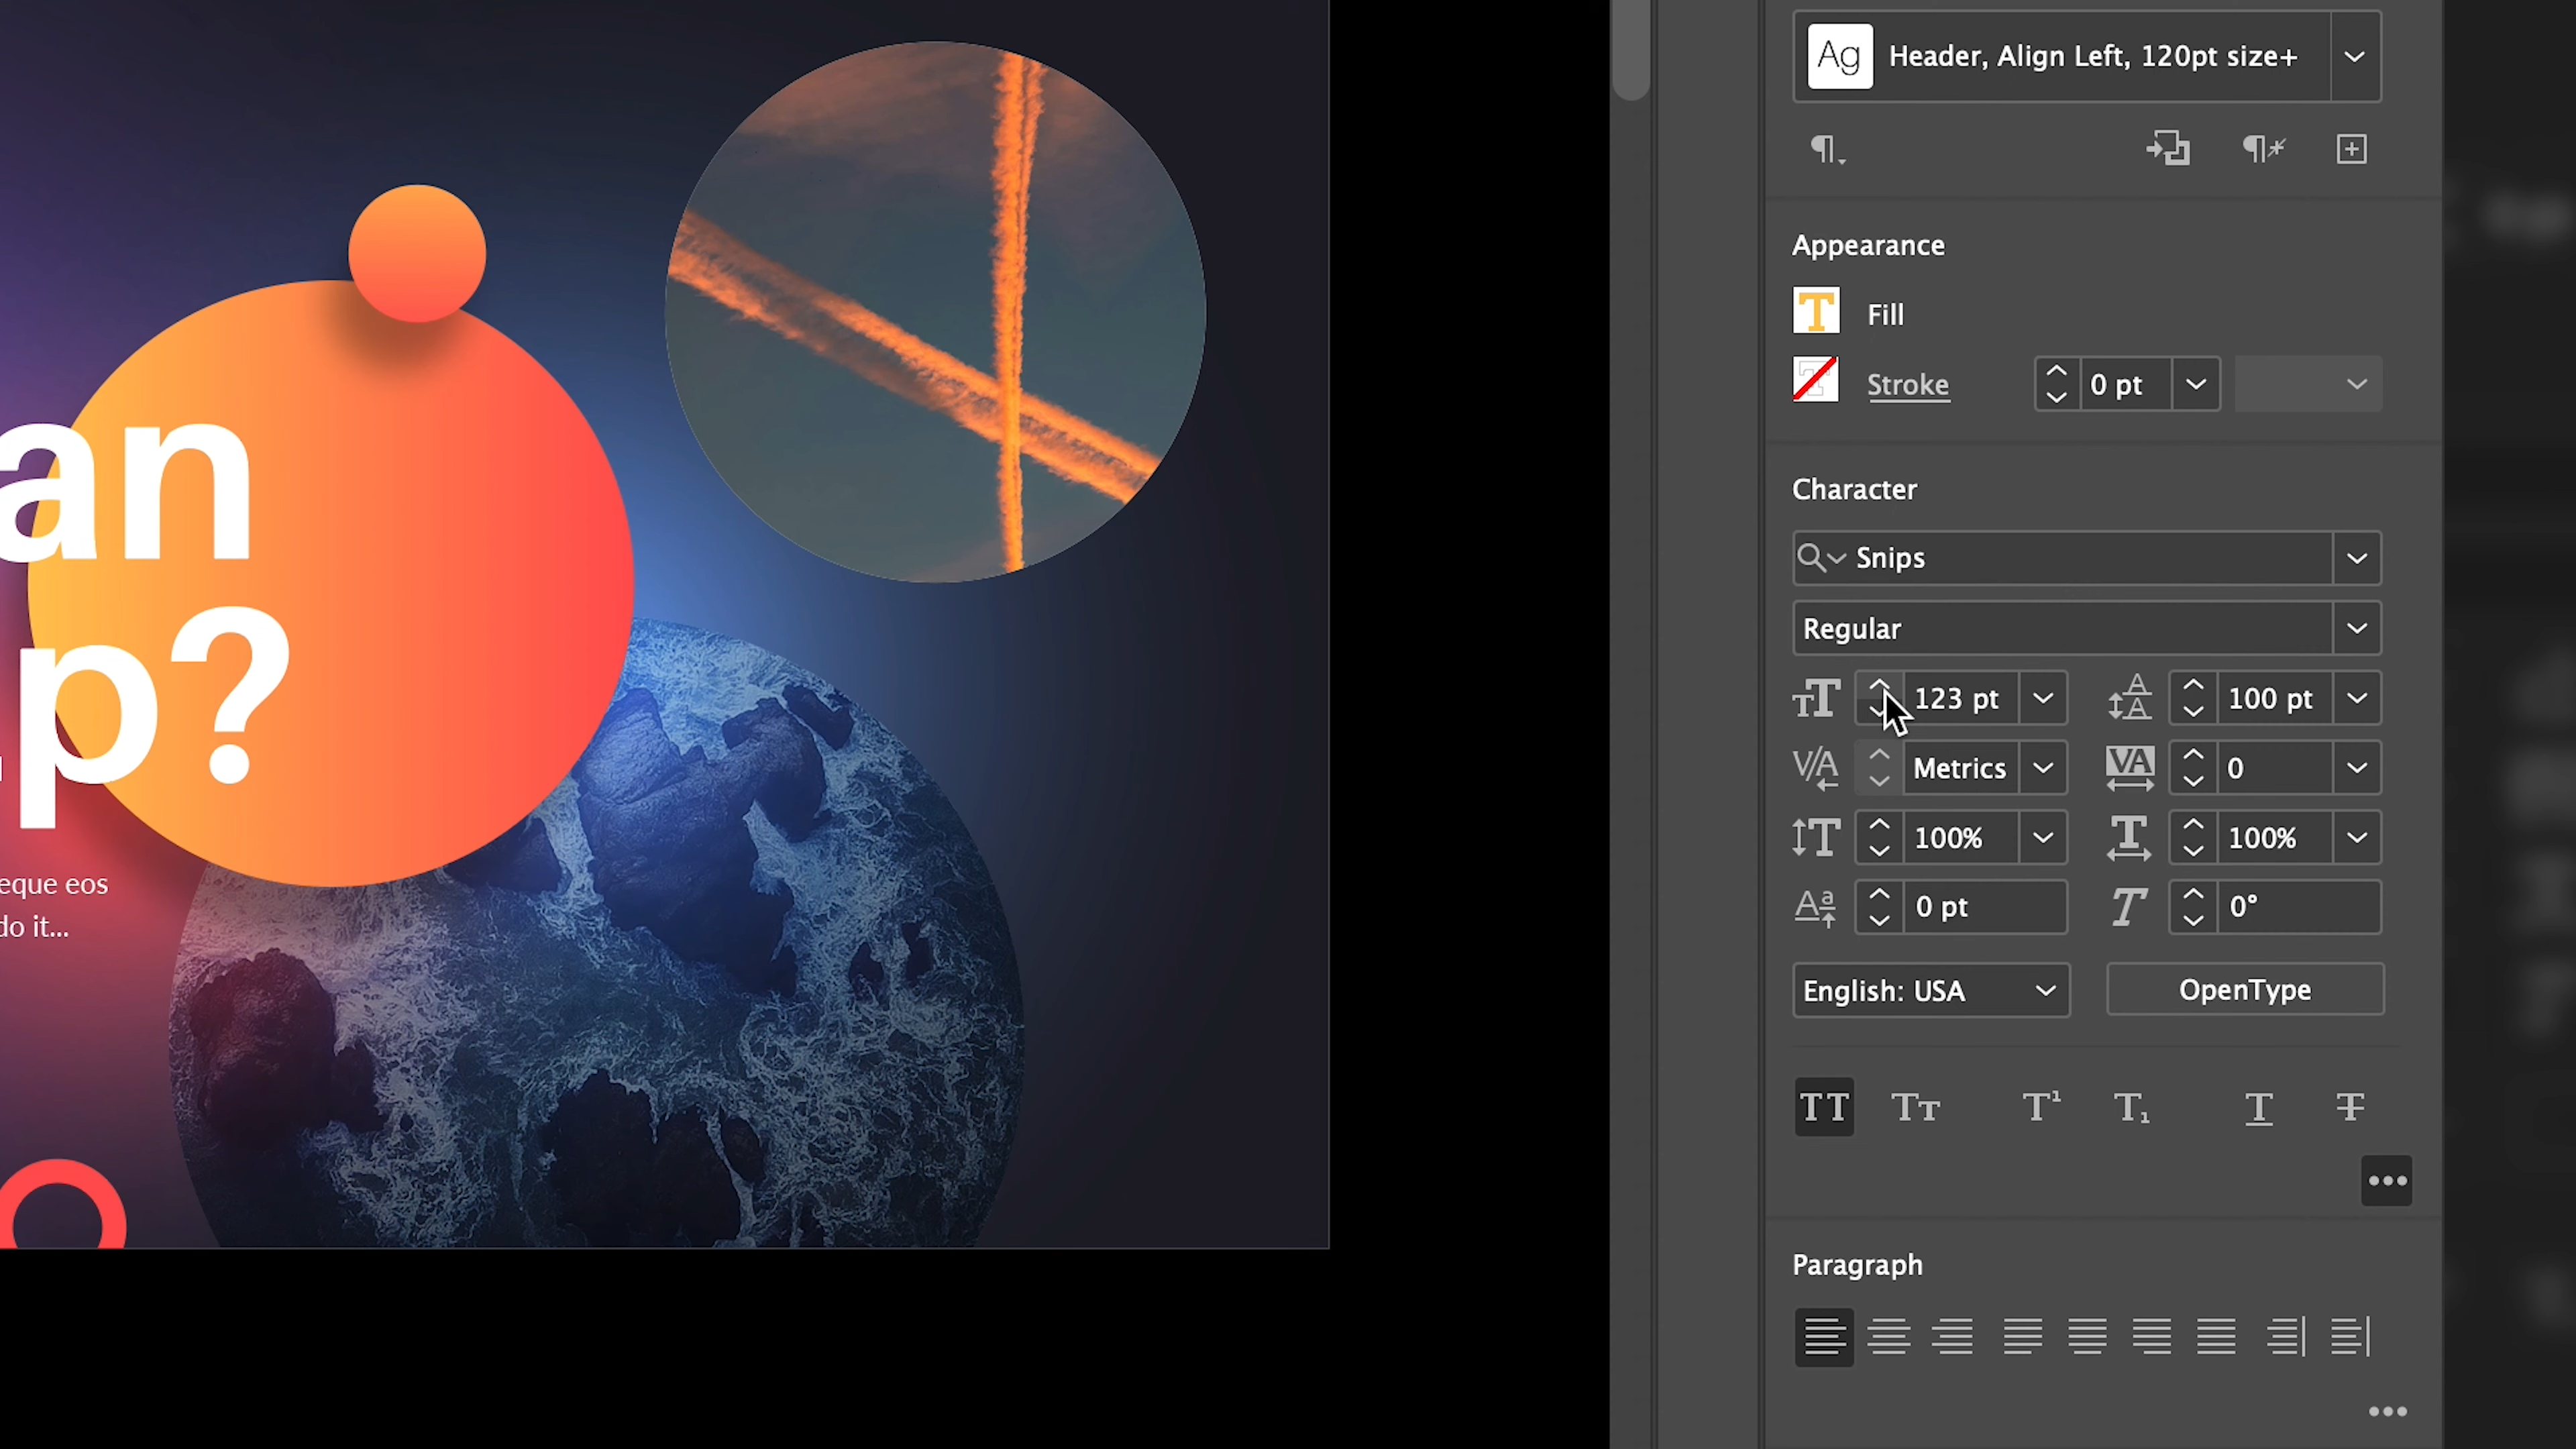 an
p?
eque eos
do it...
Ag Header, Align Left, 120pt size+
Appearance
T Fill
Stroke 0 pt
Character
Snips
Regular
123 pt 100 pt
Metrics 0
100% 100%
0 pt 0°
English: USA OpenType
Paragraph